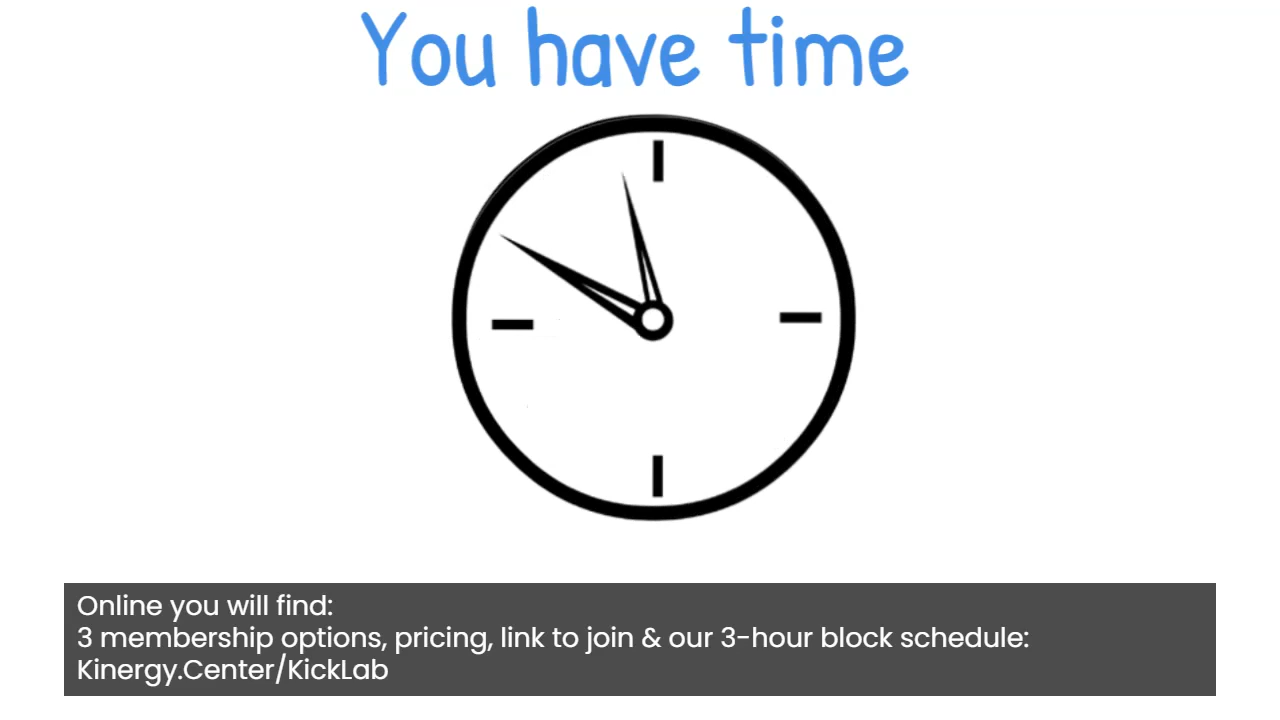 You have time
Online you will find:
3 membership options, pricing, link to join & our 3-hour block schedule:
Kinergy.Center/KickLab